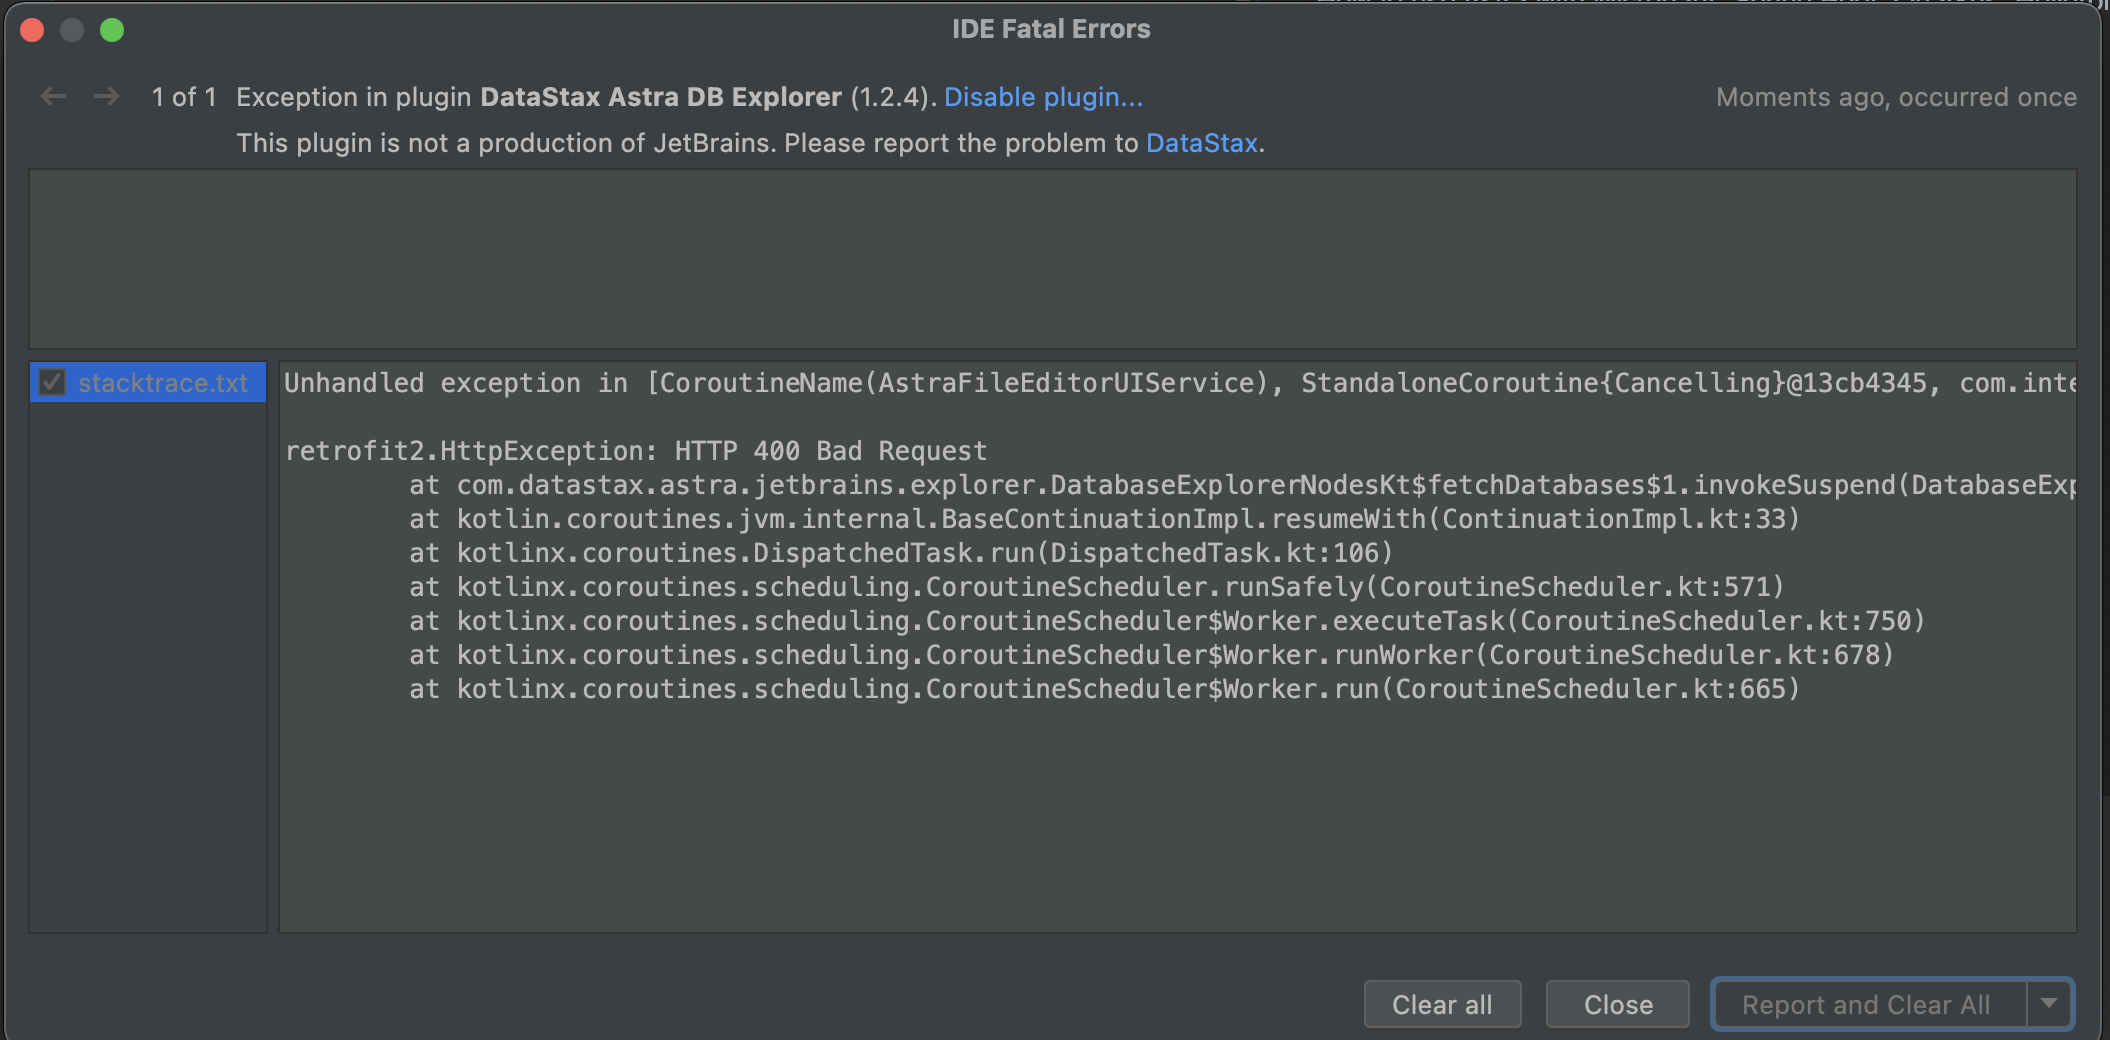 IDE Fatal Errors
1 of 1 Exception in plugin DataStax Astra DB Explorer (1.2.4). Disable plugin...
Moments ago, occurred once
This plugin is not a production of JetBrains. Please report the problem to DataStax.
stacktrace.txt
Unhandled exception in [CoroutineName(AstraFileEditorUIService), StandaloneCoroutine{Cancelling}@13cb4345, com.inte
retrofit2.HttpException: HTTP 400 Bad Request
at com.datastax.astra.jetbrains.explorer.DatabaseExplorerNodesKt$fetchDatabases$1.invokeSuspend(DatabaseExp
at kotlin.coroutines.jvm.internal.BaseContinuationImpl.resumeWith(ContinuationImpl.kt:33)
at kotlinx.coroutines.DispatchedTask.run(DispatchedTask.kt:106)
at kotlinx.coroutines.scheduling.CoroutineScheduler.runSafely(CoroutineScheduler.kt:571)
at kotlinx.coroutines.scheduling.CoroutineScheduler$Worker.executeTask(CoroutineScheduler.kt:750)
at kotlinx.coroutines.scheduling.CoroutineScheduler$Worker.runWorker(CoroutineScheduler.kt:678)
at kotlinx.coroutines.scheduling.CoroutineScheduler$Worker.run(CoroutineScheduler.kt:665)
Clear all
Close
Report and Clear All